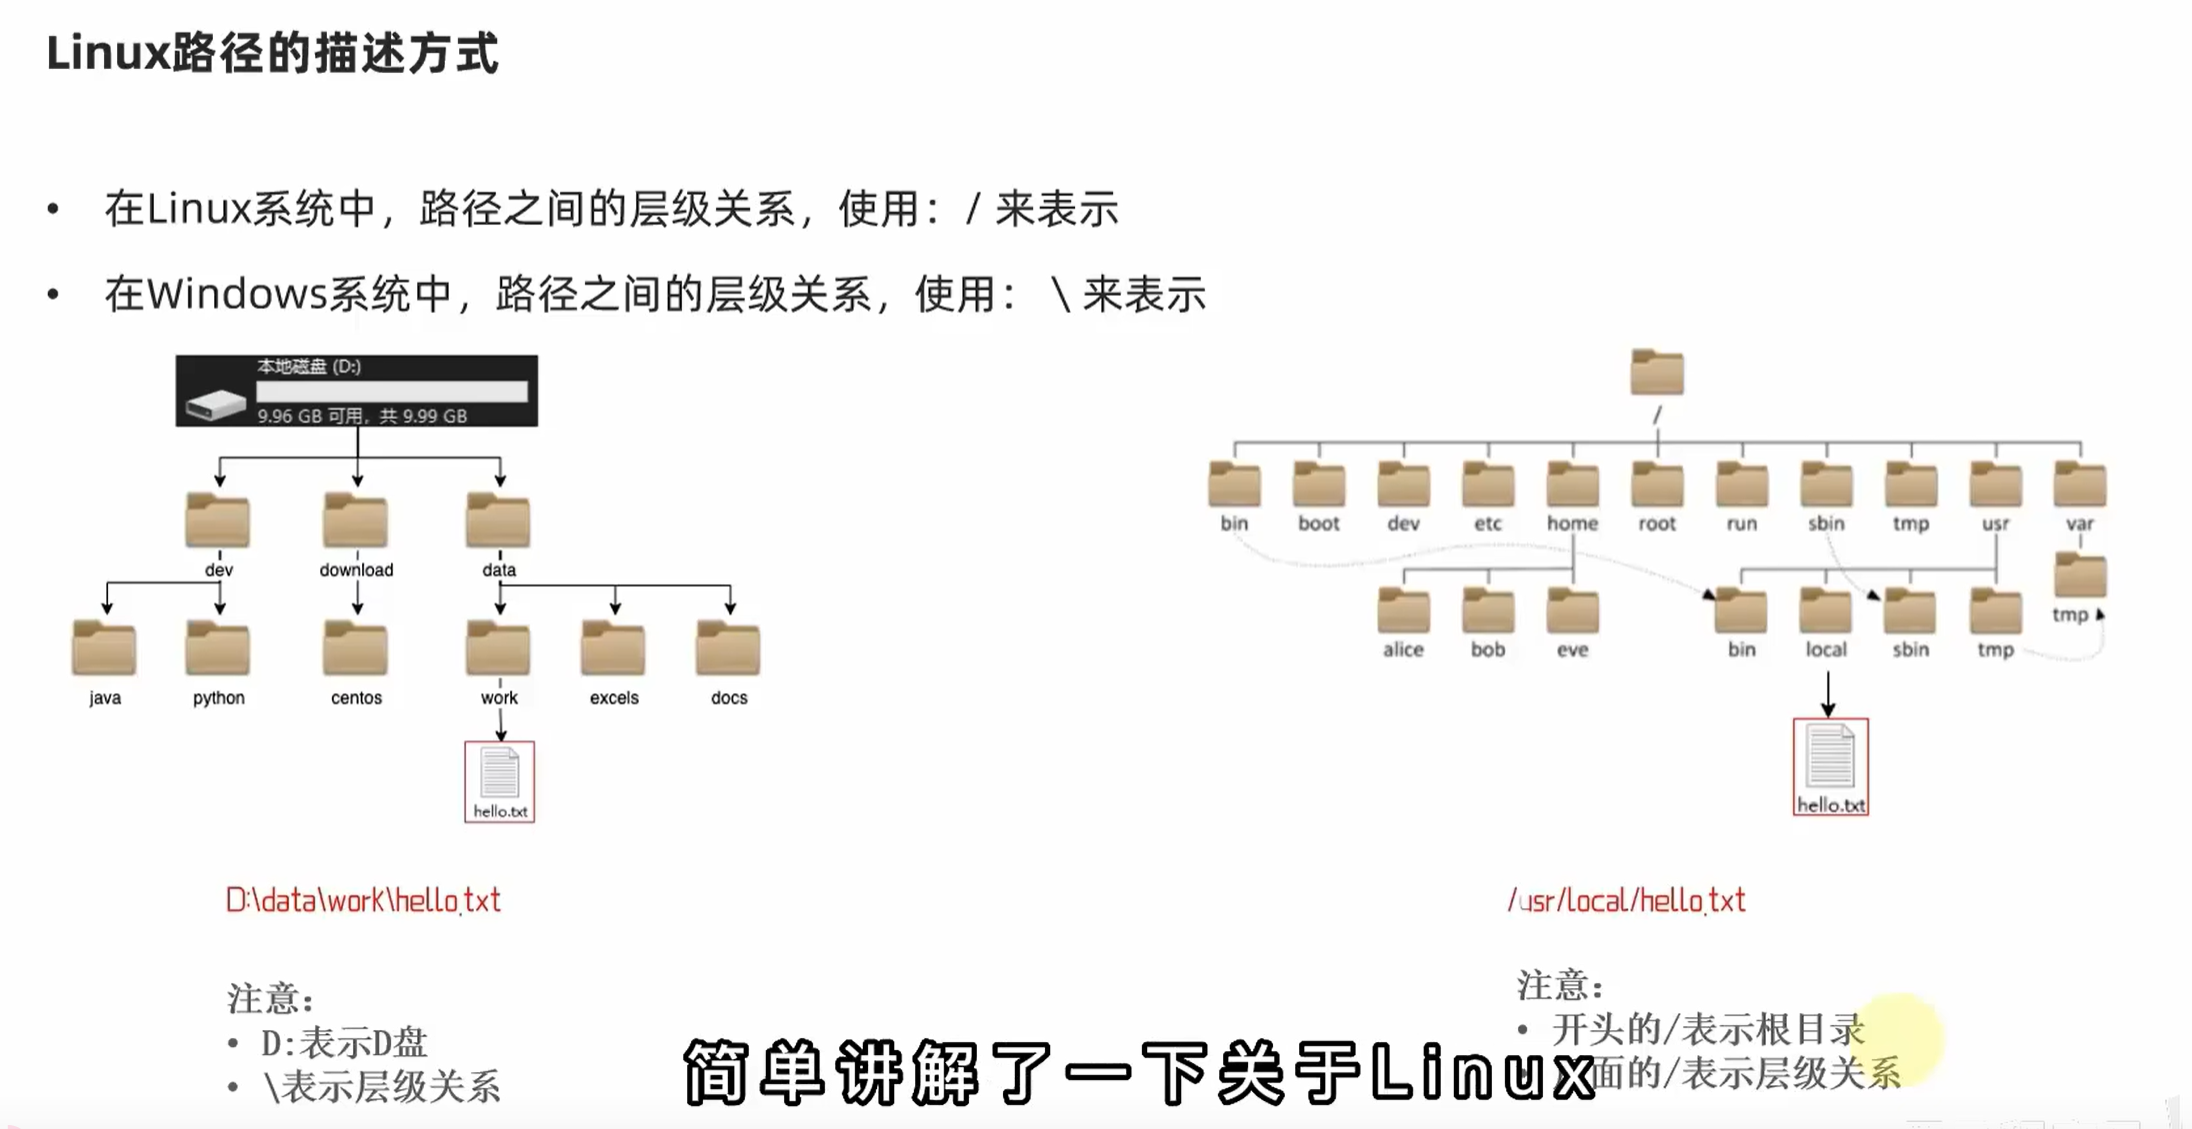 Linux路径的描述方式
• 在Linux系统中，路径之间的层级关系，使用：/ 来表示
• 在Windows系统中，路径之间的层级关系，使用： \ 来表示
本地磁盘 (D:)
9.96 GB 可用，共 9.99 GB
dev download data
java python centos work excels docs
hello.txt
D:\data\work\hello.txt
注意：
• D:表示D盘
• \表示层级关系
/
bin boot dev etc home root run sbin tmp usr var
tmp
alice bob eve bin local sbin tmp
hello.txt
/usr/local/hello.txt
注意：
• 开头的/表示根目录
面的/表示层级关系
简单讲解了一下关于Linux